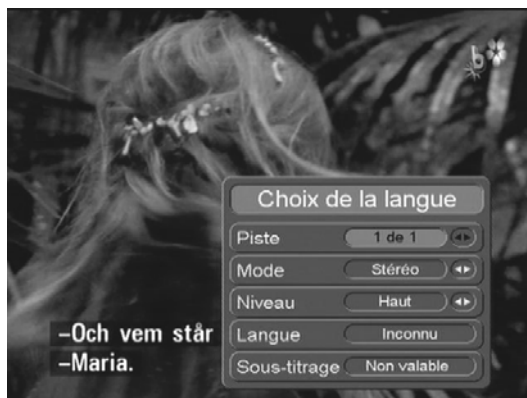 Choix de la langue
Piste 1 de 1
Mode Stéréo
Niveau Haut
Langue Inconnu
Sous-titrage Non valable
–Och vem står
–Maria.